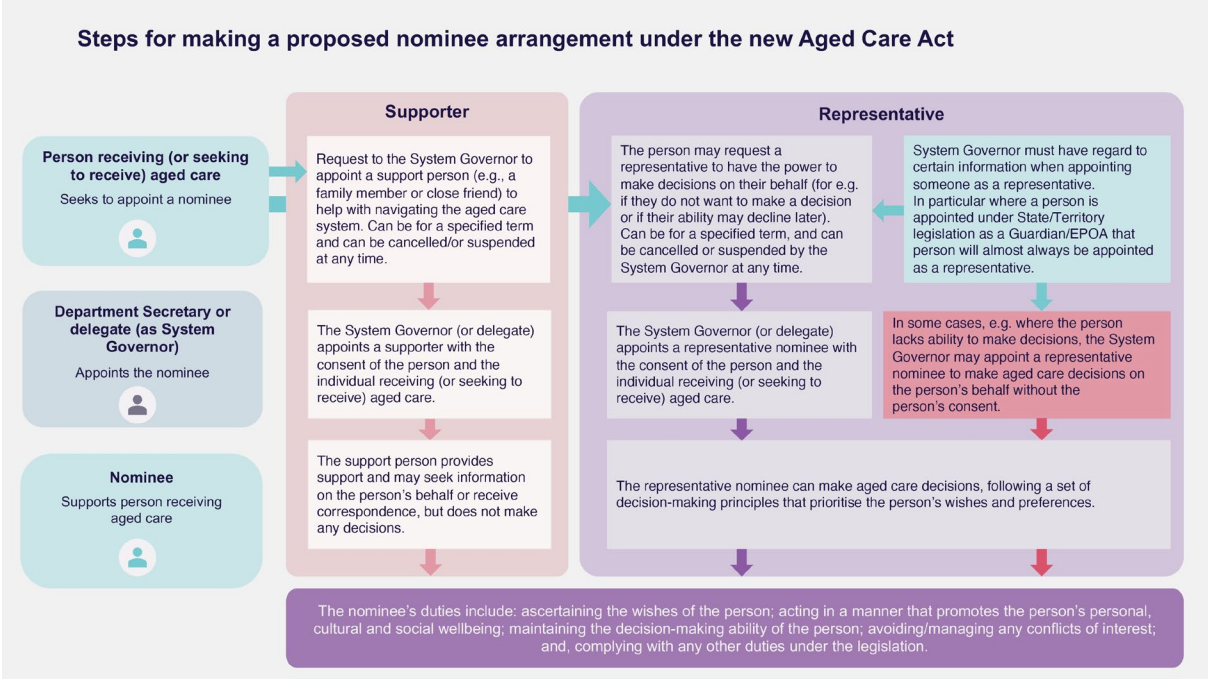 Steps for making a proposed nominee arrangement under the new Aged Care Act
Person receiving (or seeking
to receive) aged care
Seeks to appoint a nominee
Department Secretary or
delegate (as System
Governor)
Appoints the nominee
Nominee
Supports person receiving
aged care
Supporter
Request to the System Governor to
appoint a support person (e.g., a
family member or close friend) to
help with navigating the aged care
system. Can be for a specified term
and can be cancelled/or suspended
at any time.
The System Governor (or delegate)
appoints a supporter with the
consent of the person and the
individual receiving (or seeking to
receive) aged care.
The support person provides
support and may seek information
on the person's behalf or receive
correspondence, but does not make
any decisions.
Representative
The person may request a
representative to have the power to
make decisions on their behalf (for e.g.
if they do not want to make a decision
or if their ability may decline later).
Can be for a specified term, and can
be cancelled or suspended by the
System Governor at any time.
System Governor must have regard to
certain information when appointing
someone as a representative.
In particular where a person is
appointed under State/Territory
legislation as a Guardian/EPOA that
person will almost always be appointed
as a representative.
The System Governor (or delegate)
appoints a representative nominee with
the consent of the person and the
individual receiving (or seeking to
receive) aged care.
In some cases, e.g. where the person
lacks ability to make decisions, the System
Governor may appoint a representative
nominee to make aged care decisions on
the person's behalf without the
person's consent.
The representative nominee can make aged care decisions, following a set of
decision-making principles that prioritise the person's wishes and preferences.
The nominee's duties include: ascertaining the wishes of the person; acting in a manner that promotes the person's personal,
cultural and social wellbeing; maintaining the decision-making ability of the person; avoiding/managing any conflicts of interest;
and, complying with any other duties under the legislation.